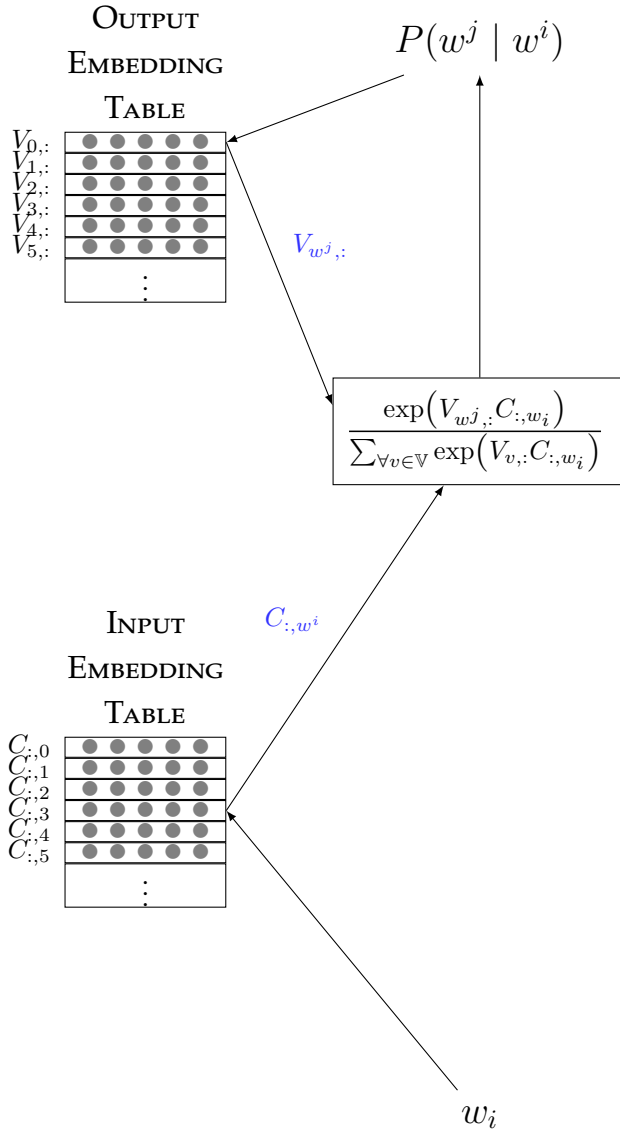 OUTPUT
EMBEDDING
TABLE
P(w^j | w^i)
V_{0,:}
V_{1,:}
V_{2,:}
V_{3,:}
V_{4,:}
V_{5,:}
⋮
V_{w^j,:}
exp(V_{w^j,:}C_{:,w_i})
∑_{∀v∈𝕍} exp(V_{v,:}C_{:,w_i})
C_{:,w^i}
INPUT
EMBEDDING
TABLE
C_{:,0}
C_{:,1}
C_{:,2}
C_{:,3}
C_{:,4}
C_{:,5}
⋮
w_i